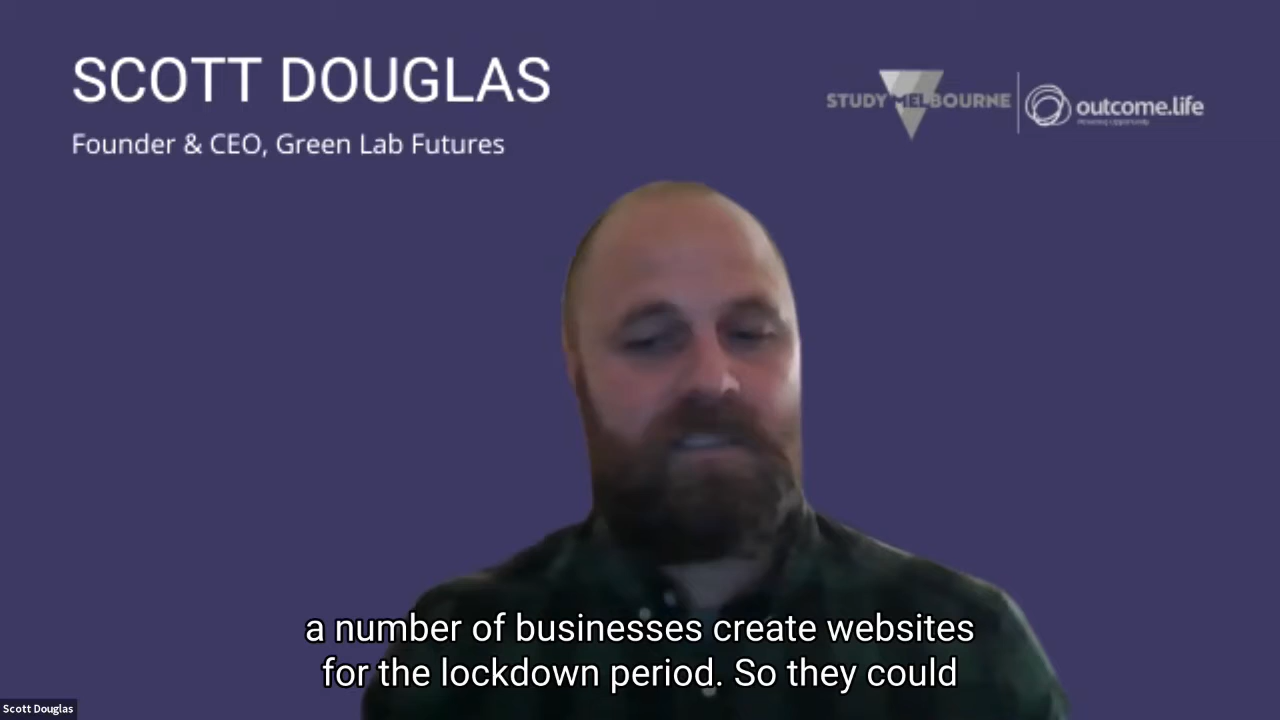 SCOTT DOUGLAS
Founder & CEO, Green Lab Futures
STUDY MELBOURNE
outcome.life
a number of businesses create websites
for the lockdown period. So they could
Scott Douglas